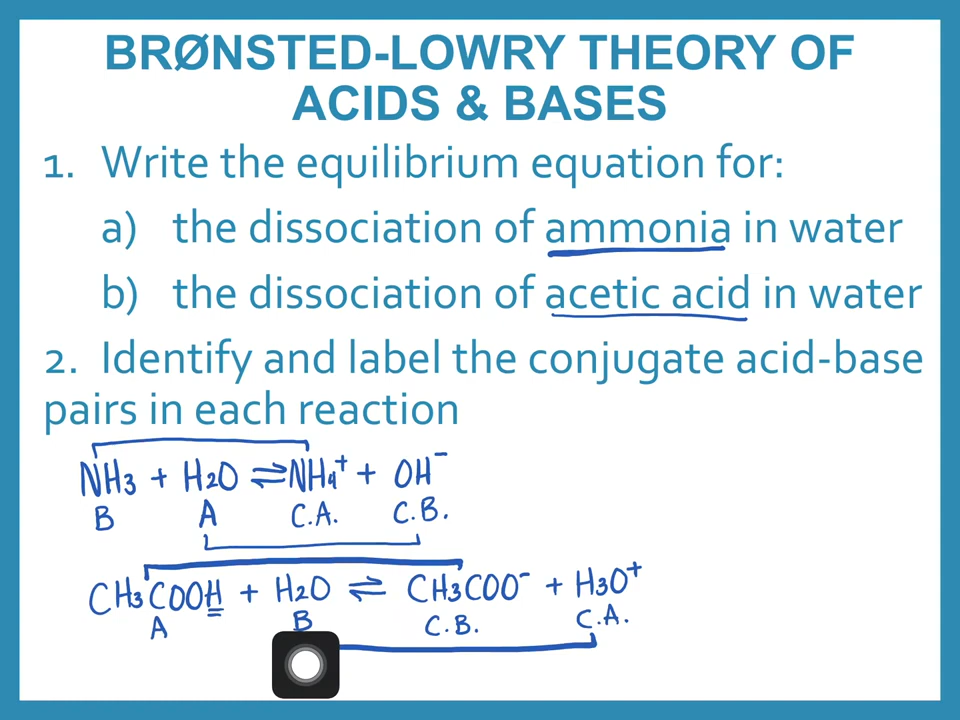 BRØNSTED-LOWRY THEORY OF
ACIDS & BASES
1. Write the equilibrium equation for:
a) the dissociation of ammonia in water
b) the dissociation of acetic acid in water
2. Identify and label the conjugate acid-base
pairs in each reaction
NH3 + H2O ⇌ NH4+ + OH−
B A C.A. C.B.
CH3COOH + H2O ⇌ CH3COO− + H3O+
A B C.B. C.A.